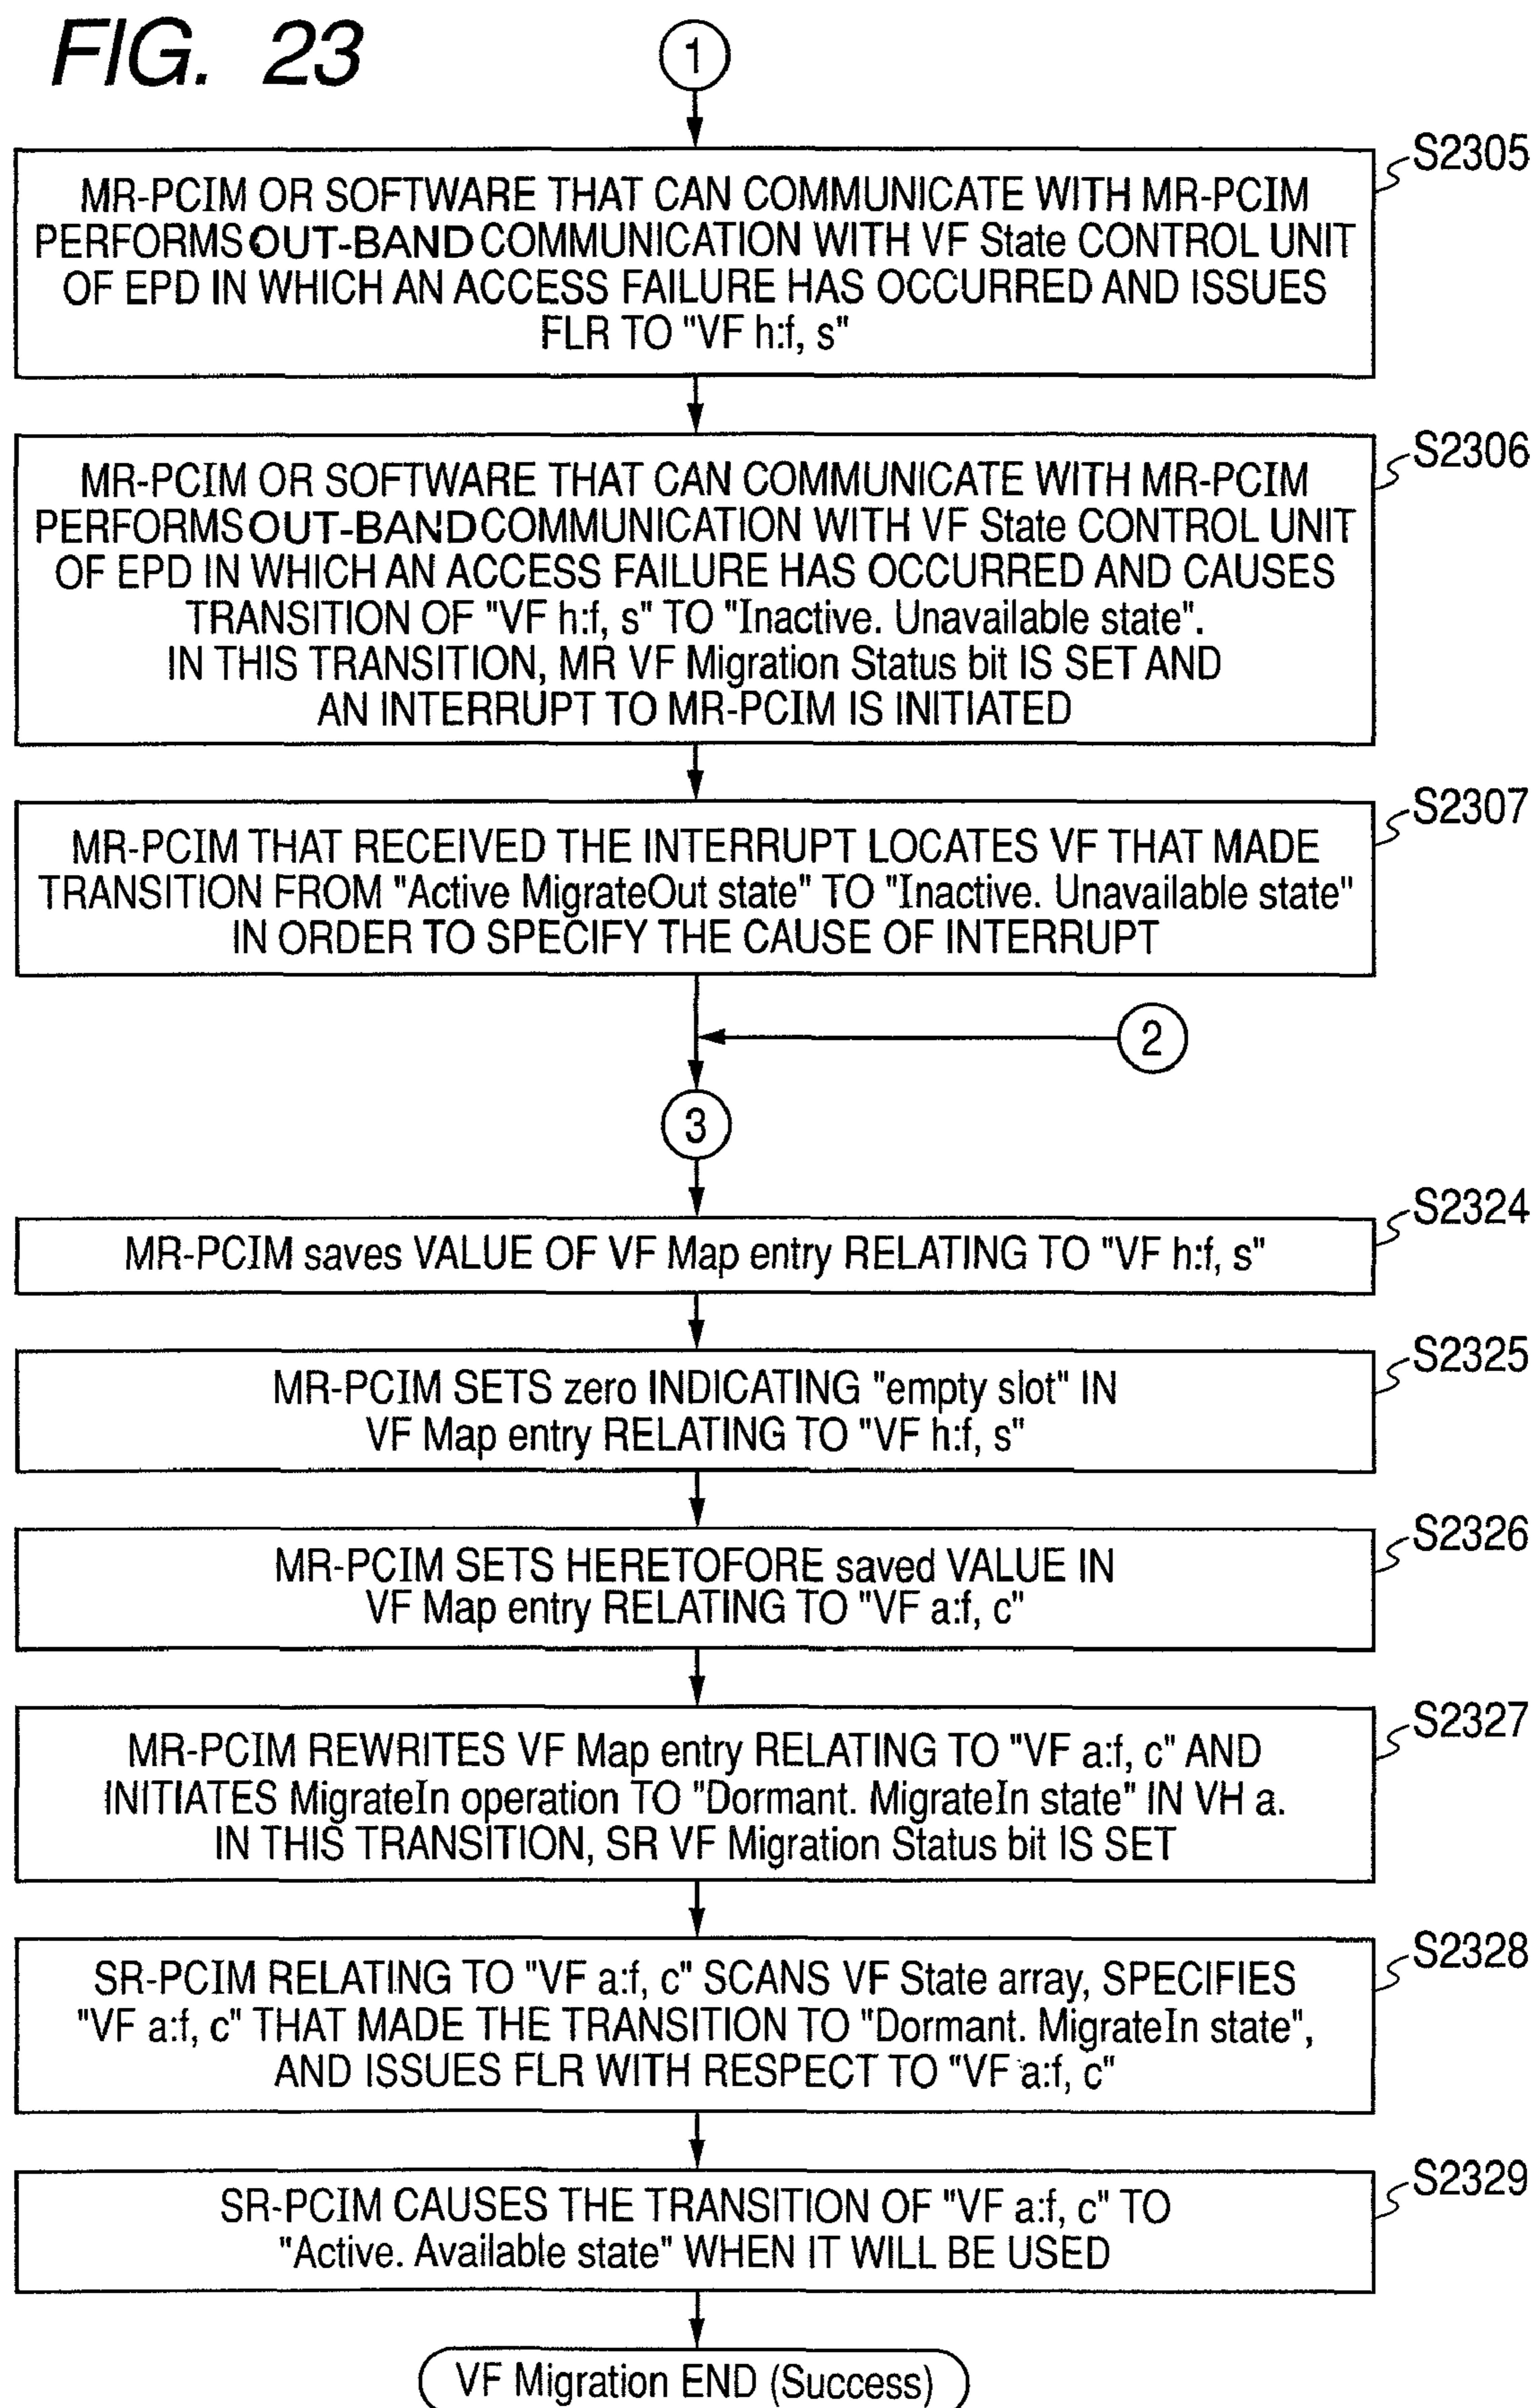 FIG. 23
1
S2305
MR-PCIM OR SOFTWARE THAT CAN COMMUNICATE WITH MR-PCIM
PERFORMS OUT-BAND COMMUNICATION WITH VF State CONTROL UNIT
OF EPD IN WHICH AN ACCESS FAILURE HAS OCCURRED AND ISSUES
FLR TO "VF h:f, s"
S2306
MR-PCIM OR SOFTWARE THAT CAN COMMUNICATE WITH MR-PCIM
PERFORMS OUT-BAND COMMUNICATION WITH VF State CONTROL UNIT
OF EPD IN WHICH AN ACCESS FAILURE HAS OCCURRED AND CAUSES
TRANSITION OF "VF h:f, s" TO "Inactive. Unavailable state".
IN THIS TRANSITION, MR VF Migration Status bit IS SET AND
AN INTERRUPT TO MR-PCIM IS INITIATED
S2307
MR-PCIM THAT RECEIVED THE INTERRUPT LOCATES VF THAT MADE
TRANSITION FROM "Active MigrateOut state" TO "Inactive. Unavailable state"
IN ORDER TO SPECIFY THE CAUSE OF INTERRUPT
2
3
S2324
MR-PCIM saves VALUE OF VF Map entry RELATING TO "VF h:f, s"
S2325
MR-PCIM SETS zero INDICATING "empty slot" IN
VF Map entry RELATING TO "VF h:f, s"
S2326
MR-PCIM SETS HERETOFORE saved VALUE IN
VF Map entry RELATING TO "VF a:f, c"
S2327
MR-PCIM REWRITES VF Map entry RELATING TO "VF a:f, c" AND
INITIATES MigrateIn operation TO "Dormant. MigrateIn state" IN VH a.
IN THIS TRANSITION, SR VF Migration Status bit IS SET
S2328
SR-PCIM RELATING TO "VF a:f, c" SCANS VF State array, SPECIFIES
"VF a:f, c" THAT MADE THE TRANSITION TO "Dormant. MigrateIn state",
AND ISSUES FLR WITH RESPECT TO "VF a:f, c"
S2329
SR-PCIM CAUSES THE TRANSITION OF "VF a:f, c" TO
"Active. Available state" WHEN IT WILL BE USED
VF Migration END (Success)